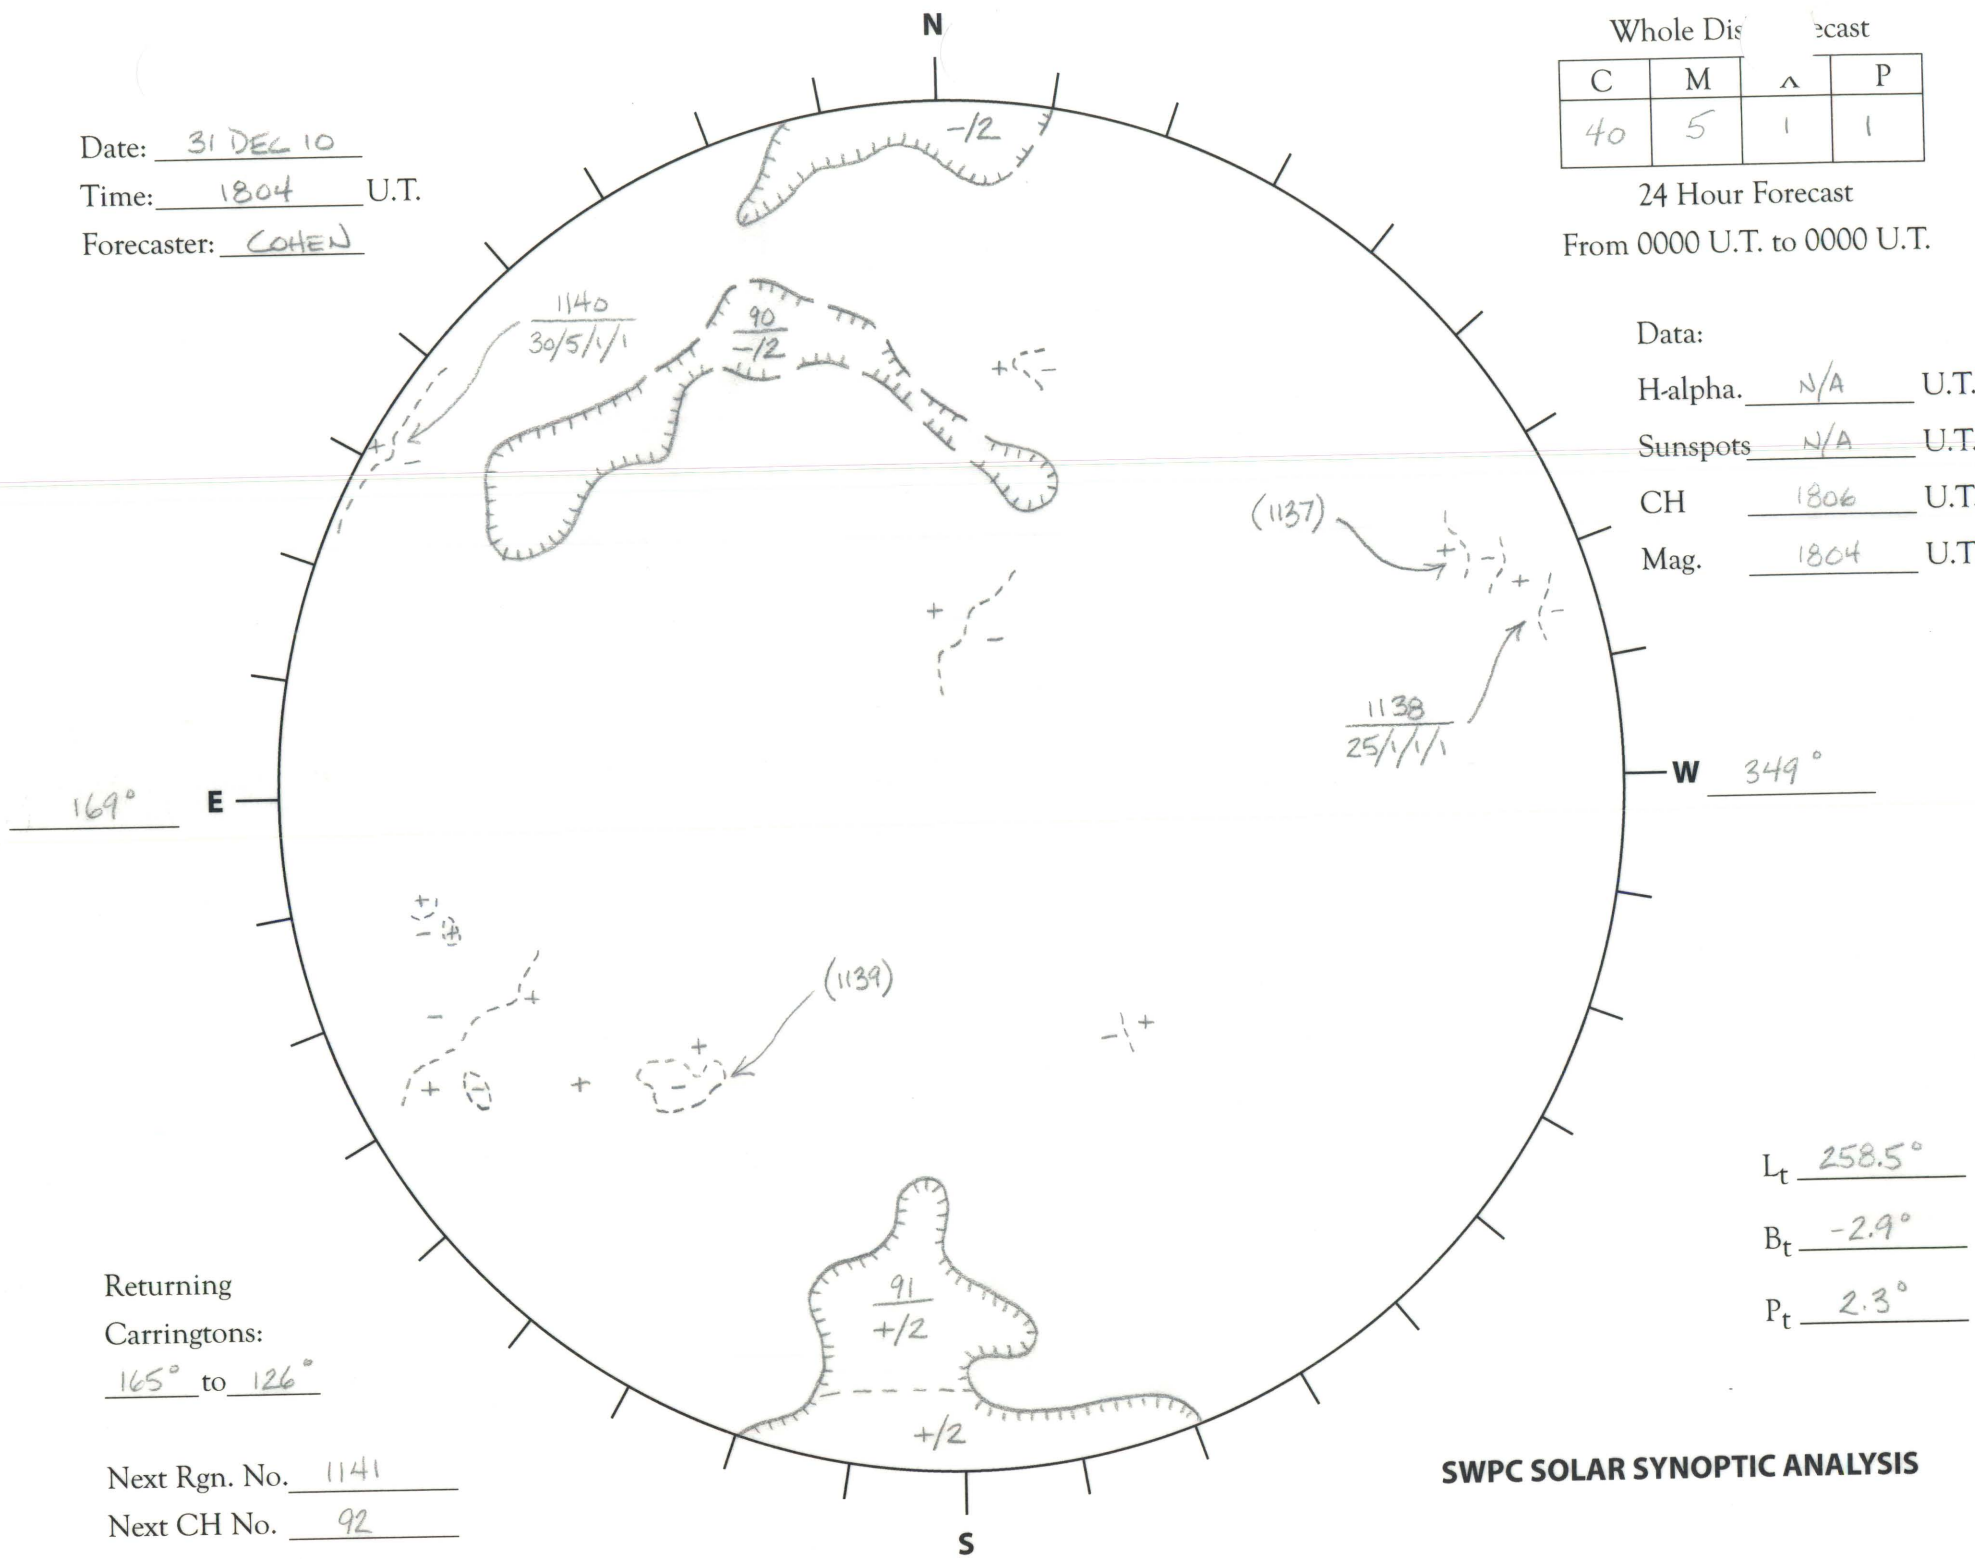 N
Whole Dis ecast
C M P
40 5 1 1
24 Hour Forecast
From 0000 U.T. to 0000 U.T.
Date: 31 DEC 10
Time: 1804 U.T.
Forecaster: COHEN
-/2
1140
30/5/1/1
90
-/2
+ -
+ -
Data:
H-alpha. N/A U.T.
Sunspots N/A U.T.
CH 1806 U.T.
Mag. 1804 U.T
(1137)
+ - +
-
+
-
1138
25/1/1/1
169° E
W 349°
+
- +
(1139)
- +
+ - + + -
- +
Lt 258.5°
Bt -2.9°
Pt 2.3°
91
+/2
+/2
Returning
Carringtons:
165° to 126°
Next Rgn. No. 1141
Next CH No. 92
SWPC SOLAR SYNOPTIC ANALYSIS
S